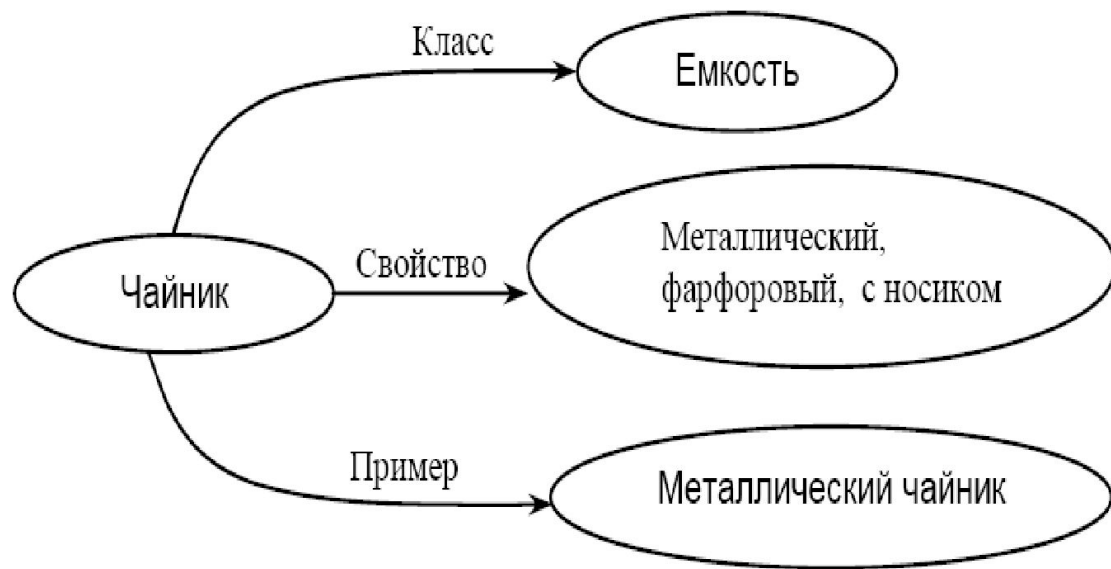 Класс
Емкость
Чайник
Свойство
Металлический,
фарфоровый, с носиком
Пример
Металлический чайник